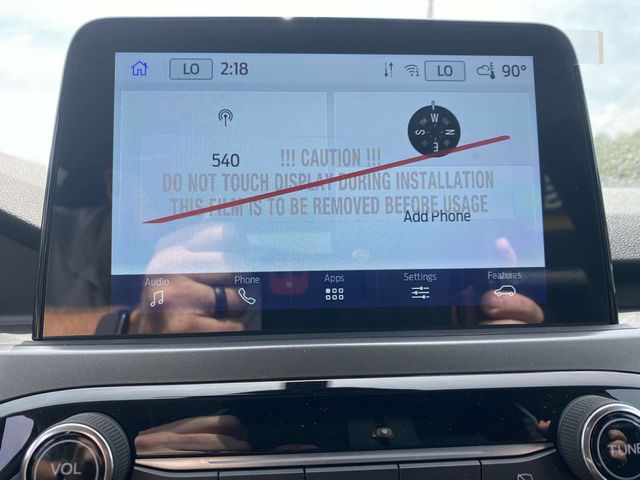 LO 2:18 LO 90°
540
!!! CAUTION !!!
DO NOT TOUCH DISPLAY DURING INSTALLATION
THIS FILM IS TO BE REMOVED BEFORE USAGE
W
S N
E
Add Phone
Audio Phone Apps Settings Features
VOL TUNE